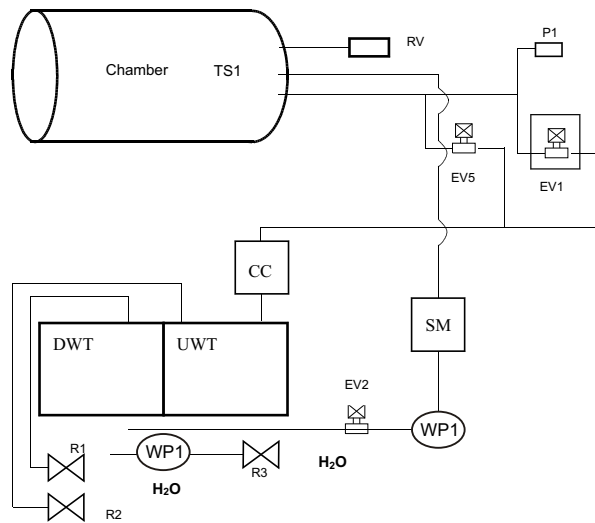 RV
P1
Chamber
TS1
EV5
EV1
CC
SM
DWT
UWT
EV2
WP1
R1
WP1
R3
H₂O
H₂O
R2